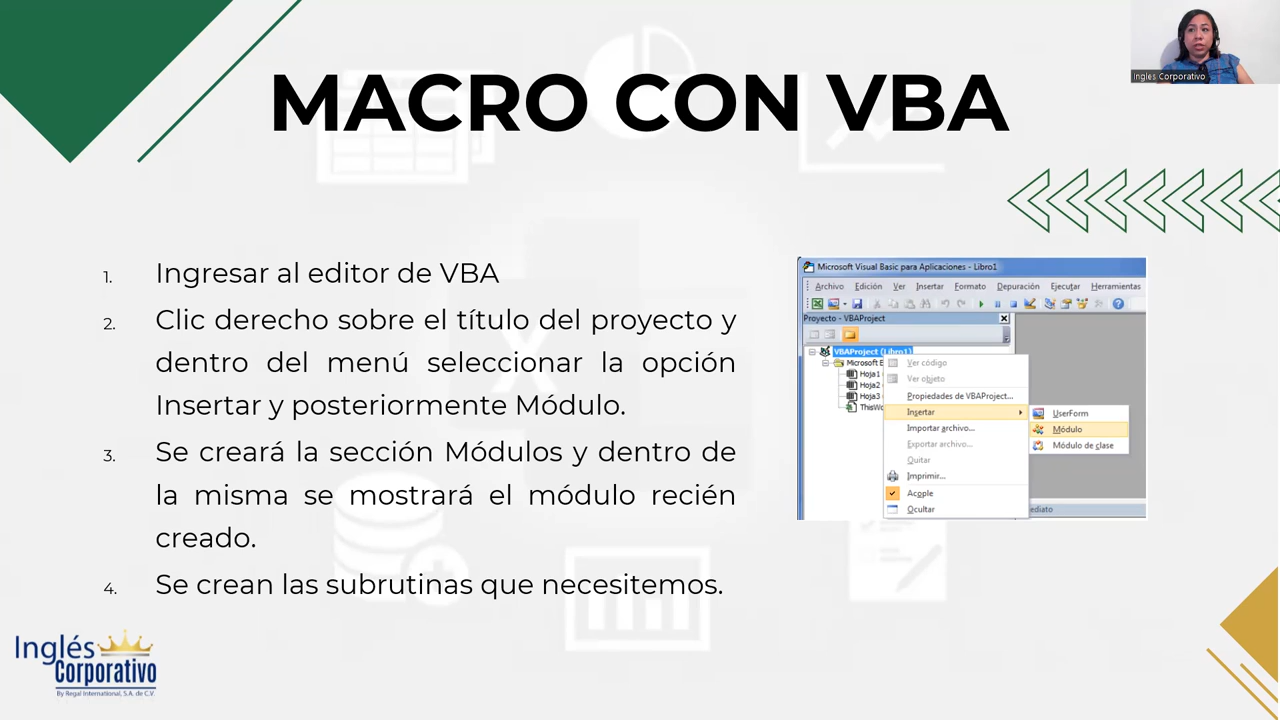 MACRO CON VBA
Ingles Corporativo
1. Ingresar al editor de VBA
2. Clic derecho sobre el título del proyecto y
dentro del menú seleccionar la opción
Insertar y posteriormente Módulo.
3. Se creará la sección Módulos y dentro de
la misma se mostrará el módulo recién
creado.
4. Se crean las subrutinas que necesitemos.
Microsoft Visual Basic para Aplicaciones - Libro1
Archivo Edición Ver Insertar Formato Depuración Ejecutar Herramientas
Proyecto - VBAProject
VBAProject (Libro1)
Microsoft E
Hoja1
Hoja2
Hoja3
ThisWo
Ver código
Ver objeto
Propiedades de VBAProject...
Insertar
Importar archivo...
Exportar archivo...
Quitar
Imprimir...
Acople
Ocultar
UserForm
Módulo
Módulo de clase
ediato
Inglés
Corporativo
By Regal International, S.A. de C.V.